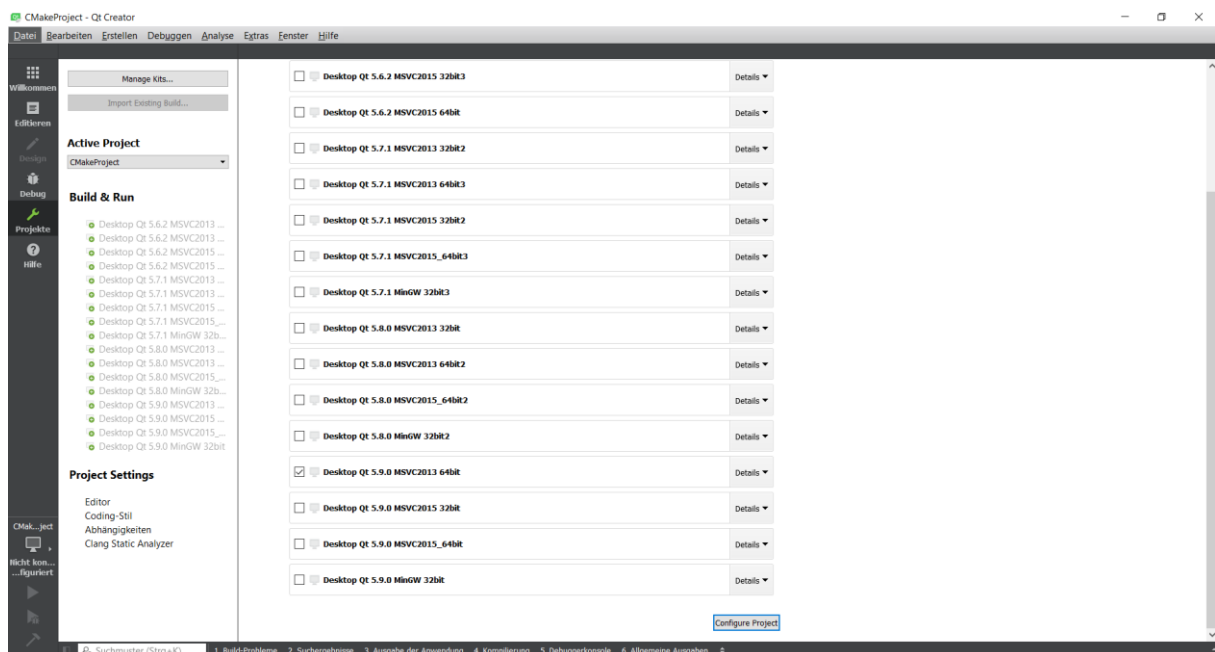 CMakeProject - Qt Creator
Datei Bearbeiten Erstellen Debuggen Analyse Extras Fenster Hilfe
Willkommen
Editieren
Design
Debug
Projekte
Hilfe
CMak...ject
Nicht kon...
...figuriert
Manage Kits...
Import Existing Build...
Active Project
CMakeProject
Build & Run
Desktop Qt 5.6.2 MSVC2013 ...
Desktop Qt 5.6.2 MSVC2013 ...
Desktop Qt 5.6.2 MSVC2015 ...
Desktop Qt 5.6.2 MSVC2015 ...
Desktop Qt 5.7.1 MSVC2013 ...
Desktop Qt 5.7.1 MSVC2013 ...
Desktop Qt 5.7.1 MSVC2015 ...
Desktop Qt 5.7.1 MSVC2015_...
Desktop Qt 5.7.1 MinGW 32b...
Desktop Qt 5.8.0 MSVC2013 ...
Desktop Qt 5.8.0 MSVC2013 ...
Desktop Qt 5.8.0 MSVC2015_...
Desktop Qt 5.8.0 MinGW 32b...
Desktop Qt 5.9.0 MSVC2013 ...
Desktop Qt 5.9.0 MSVC2015 ...
Desktop Qt 5.9.0 MSVC2015_...
Desktop Qt 5.9.0 MinGW 32bit
Project Settings
Editor
Coding-Stil
Abhängigkeiten
Clang Static Analyzer
Desktop Qt 5.6.2 MSVC2015 32bit3 Details
Desktop Qt 5.6.2 MSVC2015 64bit Details
Desktop Qt 5.7.1 MSVC2013 32bit2 Details
Desktop Qt 5.7.1 MSVC2013 64bit3 Details
Desktop Qt 5.7.1 MSVC2015 32bit2 Details
Desktop Qt 5.7.1 MSVC2015_64bit3 Details
Desktop Qt 5.7.1 MinGW 32bit3 Details
Desktop Qt 5.8.0 MSVC2013 32bit Details
Desktop Qt 5.8.0 MSVC2013 64bit2 Details
Desktop Qt 5.8.0 MSVC2015_64bit2 Details
Desktop Qt 5.8.0 MinGW 32bit2 Details
Desktop Qt 5.9.0 MSVC2013 64bit Details
Desktop Qt 5.9.0 MSVC2015 32bit Details
Desktop Qt 5.9.0 MSVC2015_64bit Details
Desktop Qt 5.9.0 MinGW 32bit Details
Configure Project
Suchmuster (Strg+K) 1 Build-Probleme 2 Suchergebnisse 3 Ausgabe der Anwendung 4 Kompilierung 5 Debuggerkonsole 6 Allgemeine Ausgaben